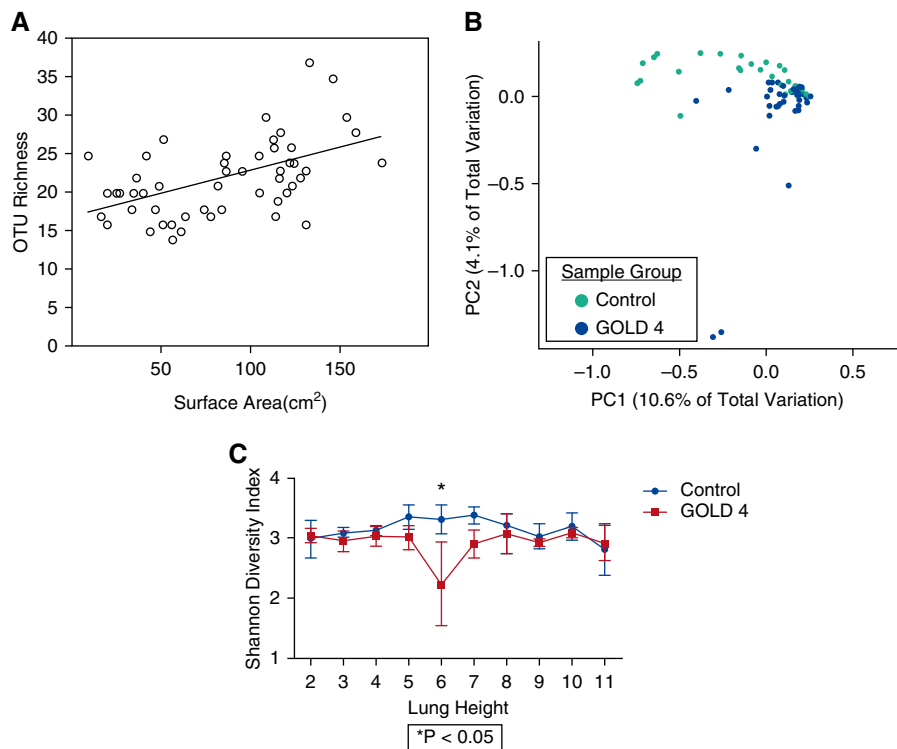 A
40
35
30
25
20
15
10
5
0
OTU Richness
50
100
150
Surface Area(cm²)
B
0.0
−0.5
−1.0
PC2 (4.1% of Total Variation)
Sample Group
Control
GOLD 4
−1.0
−0.5
0.0
0.5
PC1 (10.6% of Total Variation)
C
4
3
2
1
Shannon Diversity Index
*
Control
GOLD 4
2 3 4 5 6 7 8 9 10 11
Lung Height
*P < 0.05